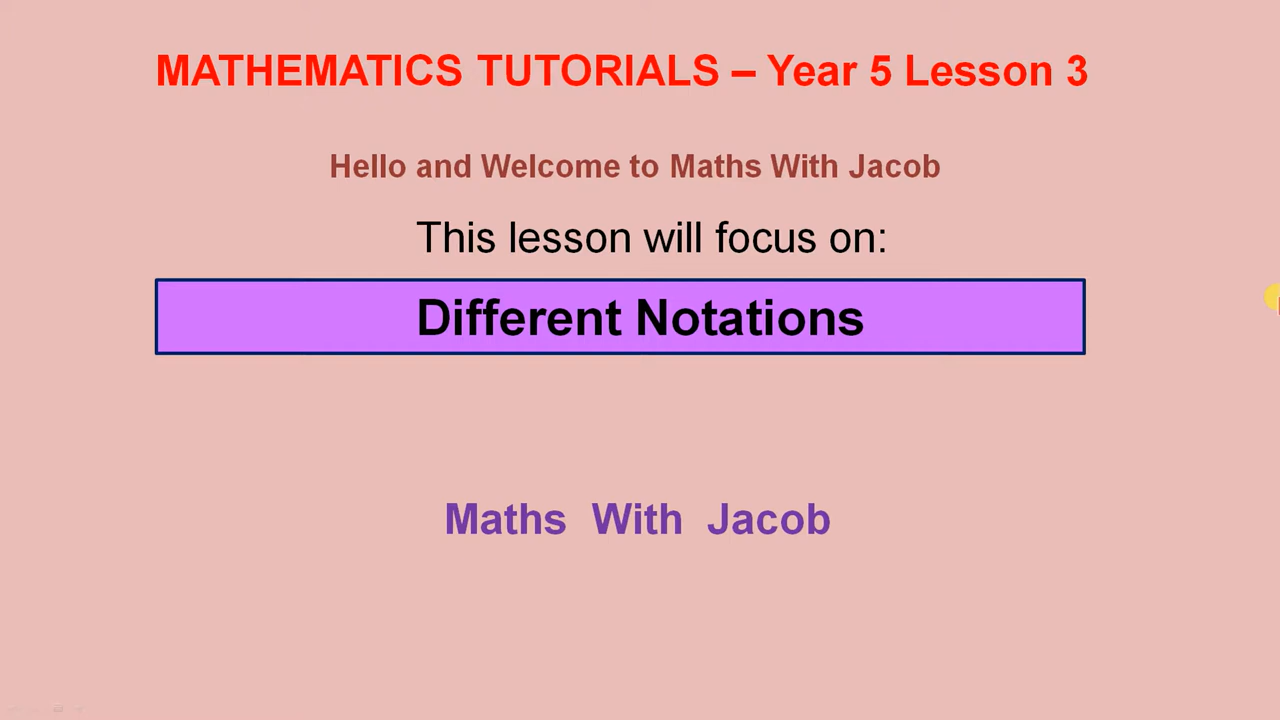 MATHEMATICS TUTORIALS – Year 5 Lesson 3
Hello and Welcome to Maths With Jacob
This lesson will focus on:
Different Notations
Maths With Jacob